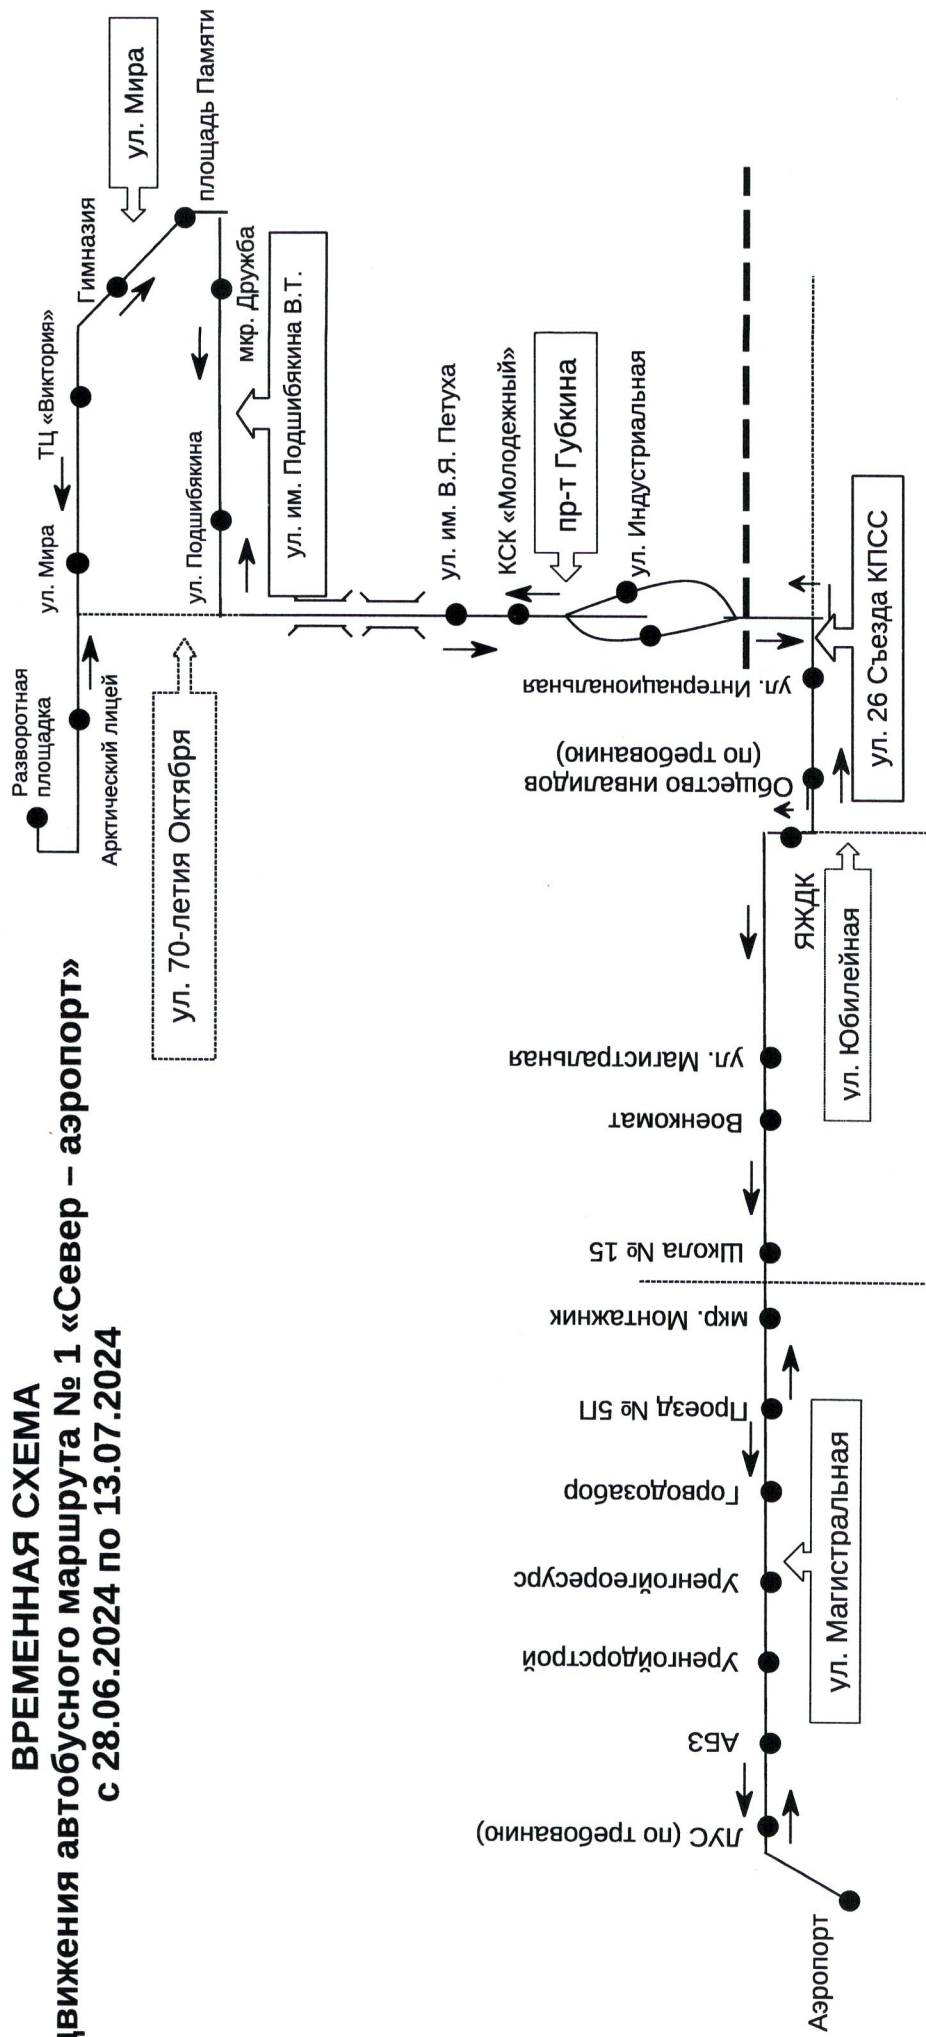 ВРЕМЕННАЯ СХЕМА
движения автобусного маршрута № 1 «Север – аэропорт»
с 28.06.2024 по 13.07.2024
Разворотная
площадка
Арктический лицей
ул. Мира
ТЦ «Виктория»
Гимназия
ул. Мира
площадь Памяти
мкр. Дружба
ул. Подшибякина
ул. им. Подшибякина В.Т.
ул. 70-летия Октября
ул. им. В.Я. Петуха
КСК «Молодежный»
пр-т Губкина
ул. Индустриальная
ул. Интернациональная
Общество инвалидов
(по требованию)
ул. 26 Съезда КПСС
ЯЖДК
ул. Юбилейная
ул. Магистральная
Военкомат
Школа № 15
мкр. Монтажник
Проезд № 5П
Горводозабор
Уренгойгеоресурс
Уренгойдорстрой
АБЗ
ЛУС (по требованию)
ул. Магистральная
Аэропорт